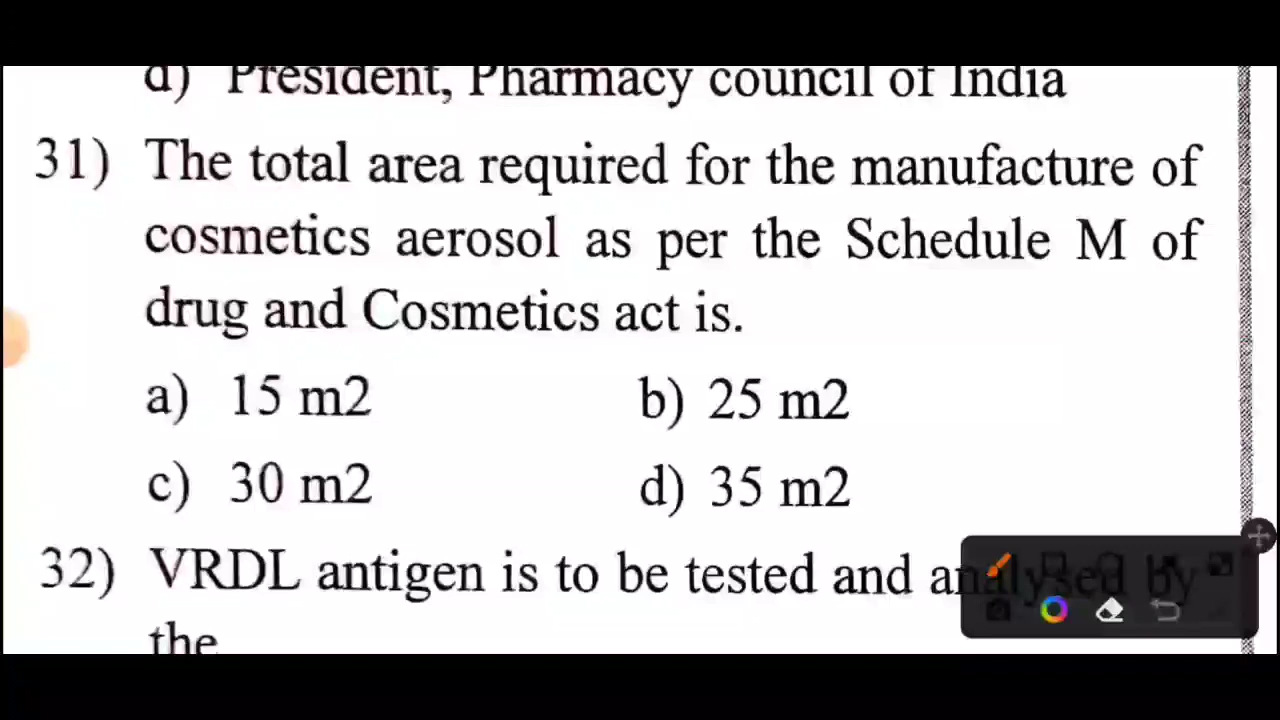 d) President, Pharmacy council of India
31) The total area required for the manufacture of
cosmetics aerosol as per the Schedule M of
drug and Cosmetics act is.
a) 15 m2 b) 25 m2
c) 30 m2 d) 35 m2
32) VRDL antigen is to be tested and analysed by
the